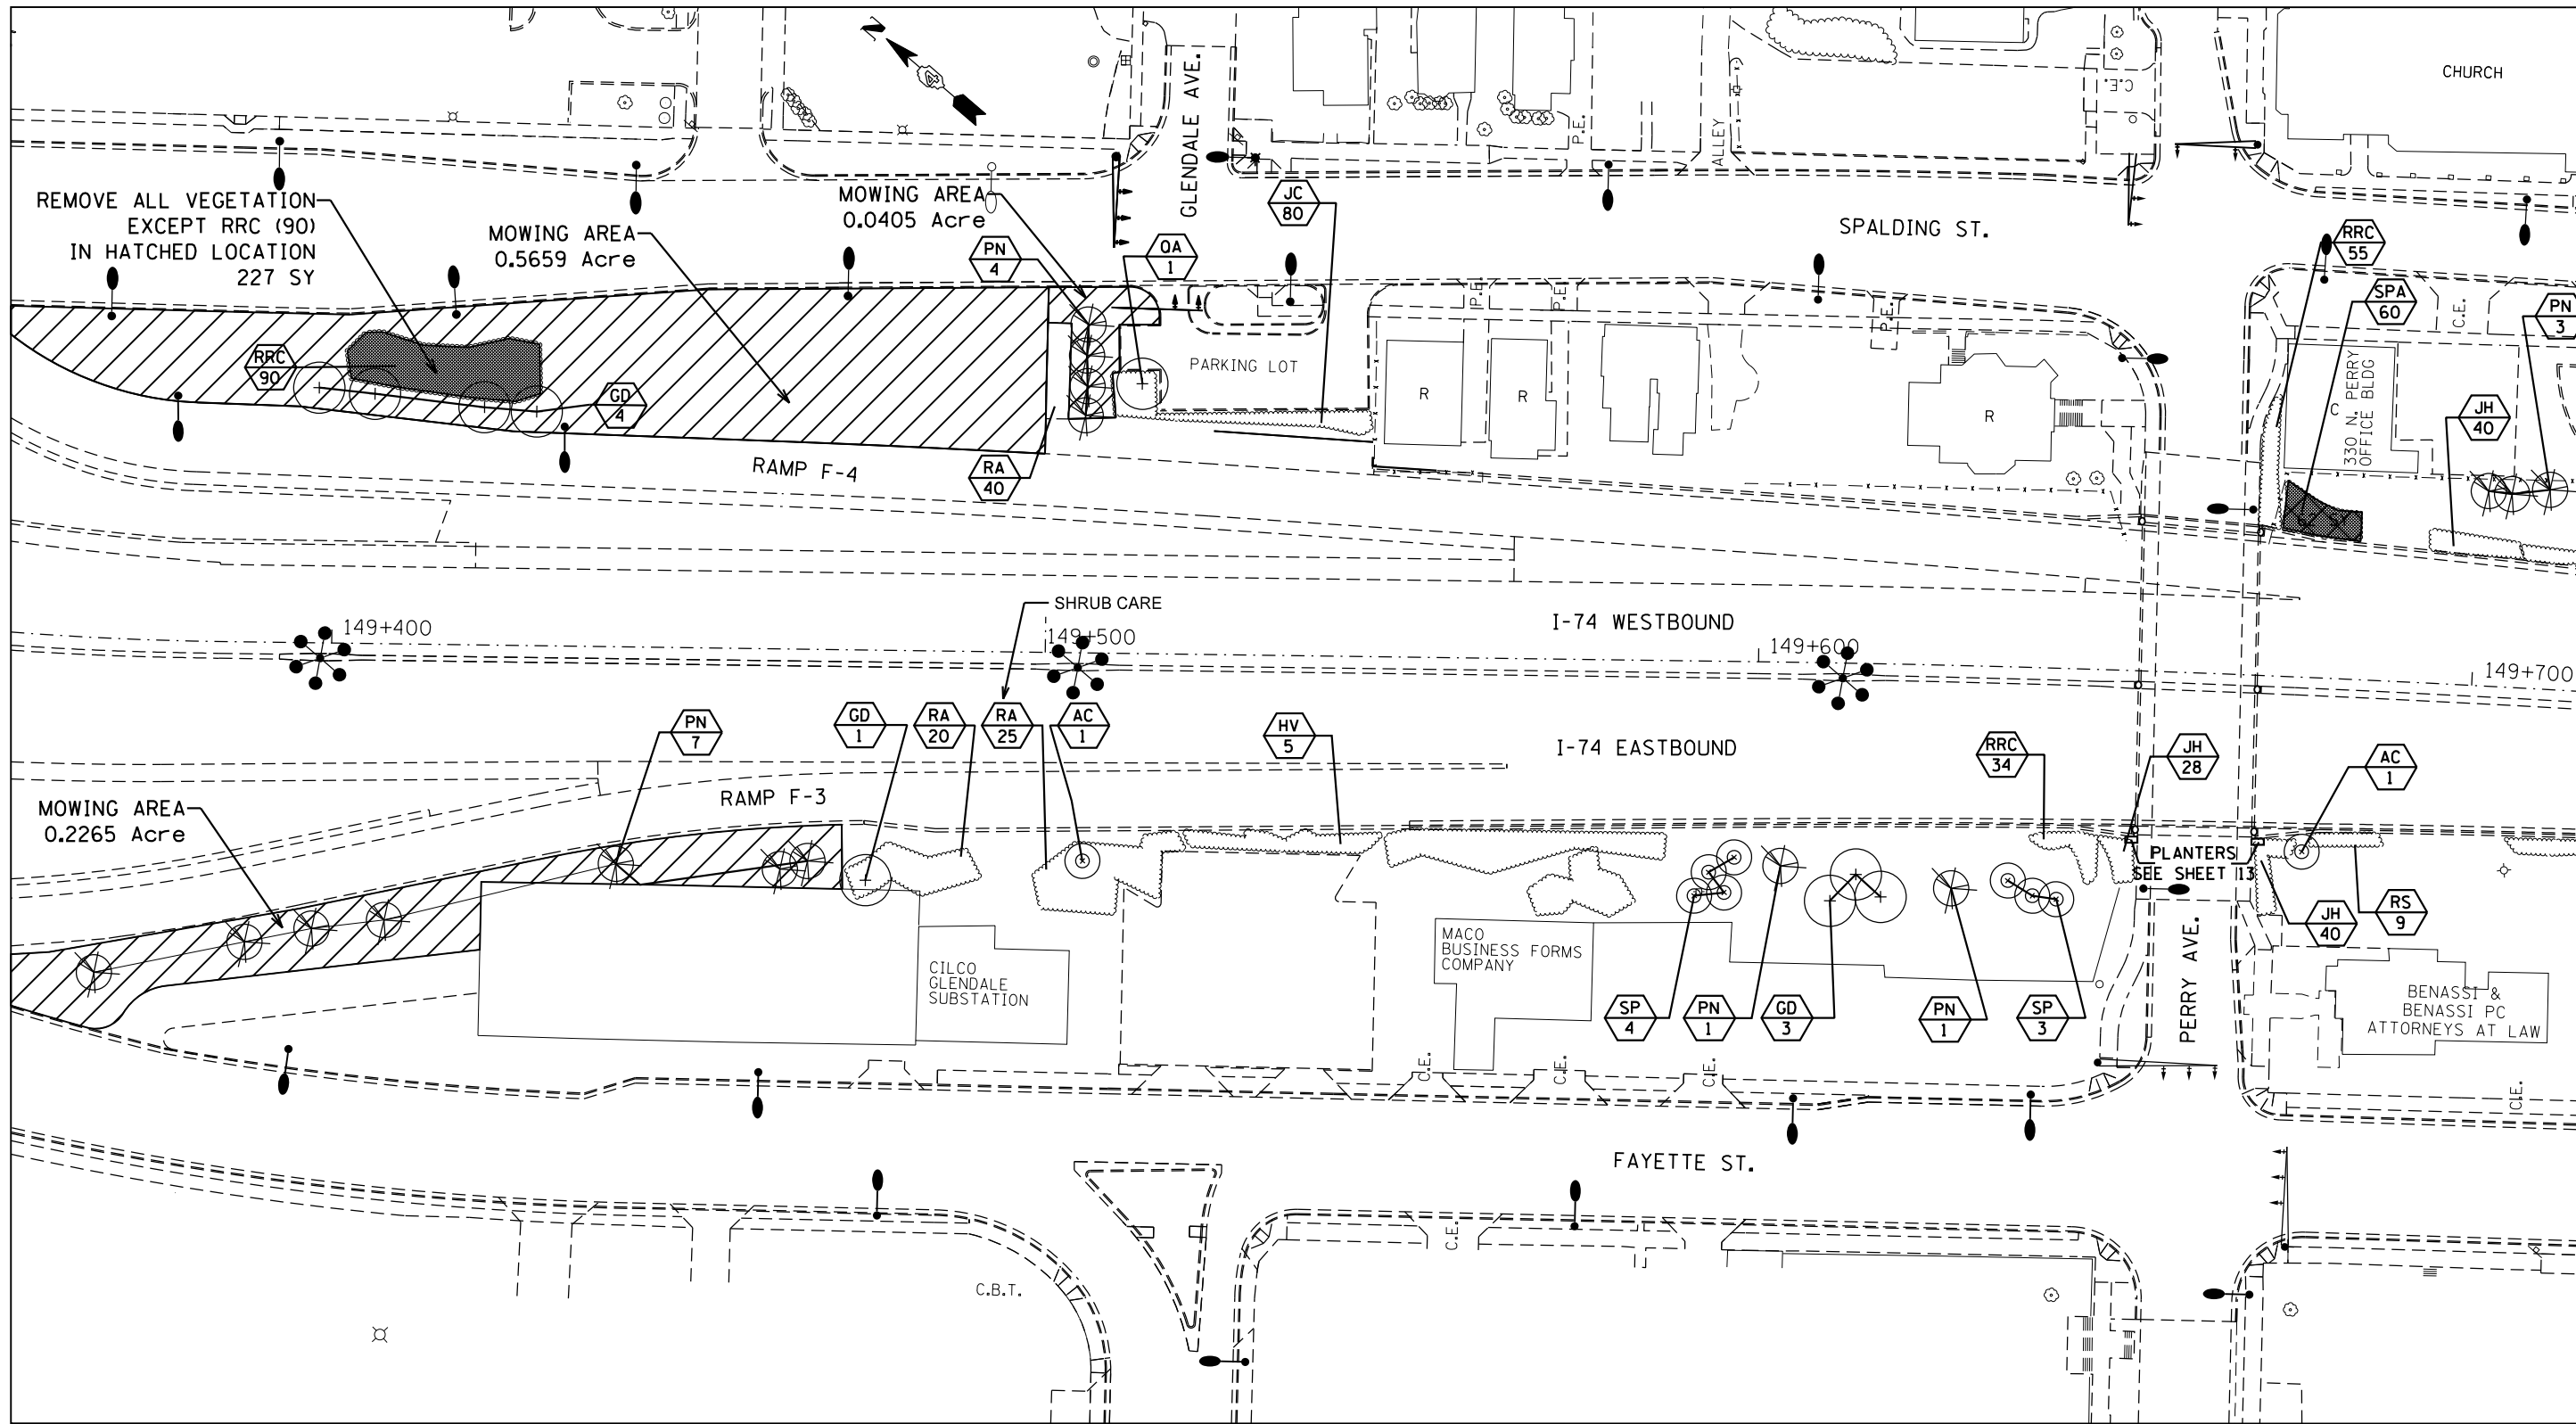 N
GLENDALE AVE.
P.E.
ALLEY
C.E.
CHURCH
REMOVE ALL VEGETATION
EXCEPT RRC (90)
IN HATCHED LOCATION
227 SY
MOWING AREA
0.5659 Acre
MOWING AREA
0.0405 Acre
PN
4
QA
1
JC
80
SPALDING ST.
RRC
55
SPA
60
C.E.
PN
3
P.E.
P.E.
P.E.
RRC
90
GD
4
PARKING LOT
R
R
R
C
330 N. PERRY
OFFICE BLDG
JH
40
RAMP F-4
RA
40
SHRUB CARE
149+400
149+500
I-74 WESTBOUND
149+600
149+700
PN
7
GD
1
RA
20
RA
25
AC
1
HV
5
I-74 EASTBOUND
RRC
34
JH
28
AC
1
MOWING AREA
0.2265 Acre
RAMP F-3
PLANTERS
SEE SHEET 13
JH
40
RS
9
CILCO
GLENDALE
SUBSTATION
MACO
BUSINESS FORMS
COMPANY
SP
4
PN
1
GD
3
PN
1
SP
3
PERRY AVE.
BENASSI &
BENASSI PC
ATTORNEYS AT LAW
C.E.
C.E.
C.E.
C.E.
FAYETTE ST.
C.E.
C.B.T.